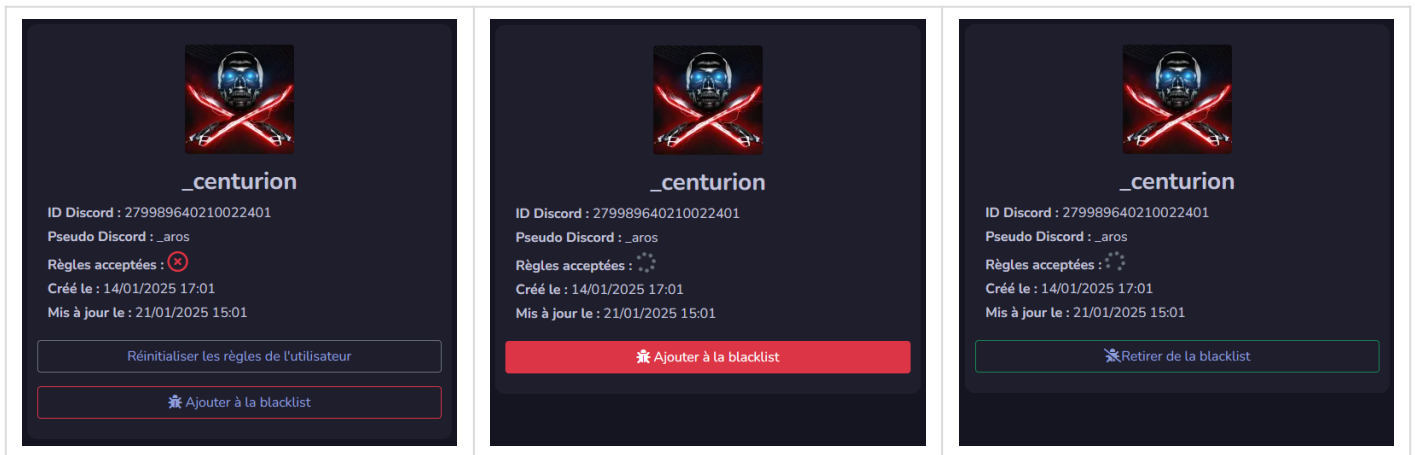 _centurion
ID Discord : 279989640210022401
Pseudo Discord : _aros
Règles acceptées :
Créé le : 14/01/2025 17:01
Mis à jour le : 21/01/2025 15:01
Réinitialiser les règles de l'utilisateur
Ajouter à la blacklist
_centurion
ID Discord : 279989640210022401
Pseudo Discord : _aros
Règles acceptées :
Créé le : 14/01/2025 17:01
Mis à jour le : 21/01/2025 15:01
Ajouter à la blacklist
_centurion
ID Discord : 279989640210022401
Pseudo Discord : _aros
Règles acceptées :
Créé le : 14/01/2025 17:01
Mis à jour le : 21/01/2025 15:01
Retirer de la blacklist